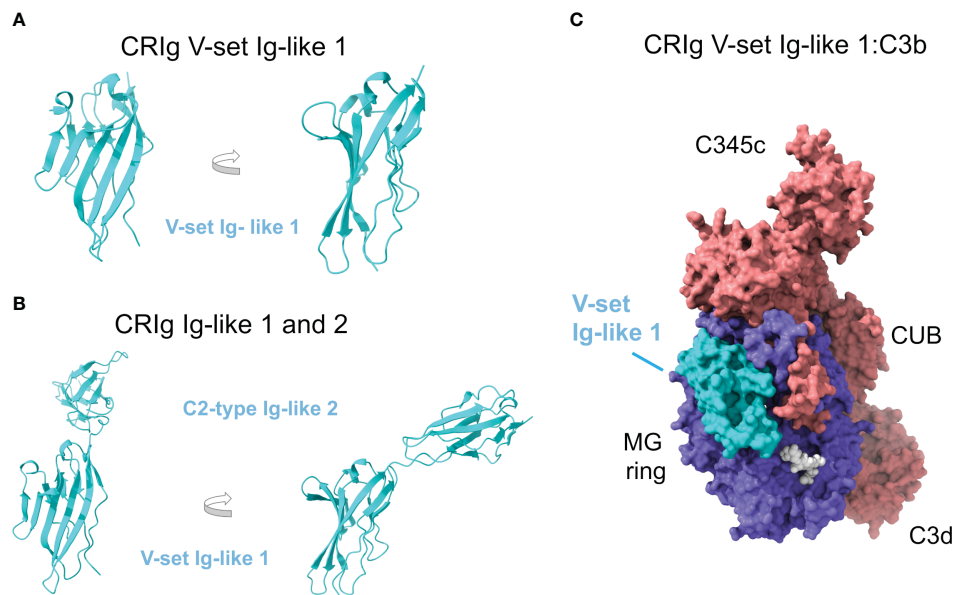 A
CRIg V-set Ig-like 1
V-set Ig- like 1
B
CRIg Ig-like 1 and 2
C2-type Ig-like 2
V-set Ig-like 1
C
CRIg V-set Ig-like 1:C3b
C345c
V-set
Ig-like 1
CUB
MG
ring
C3d